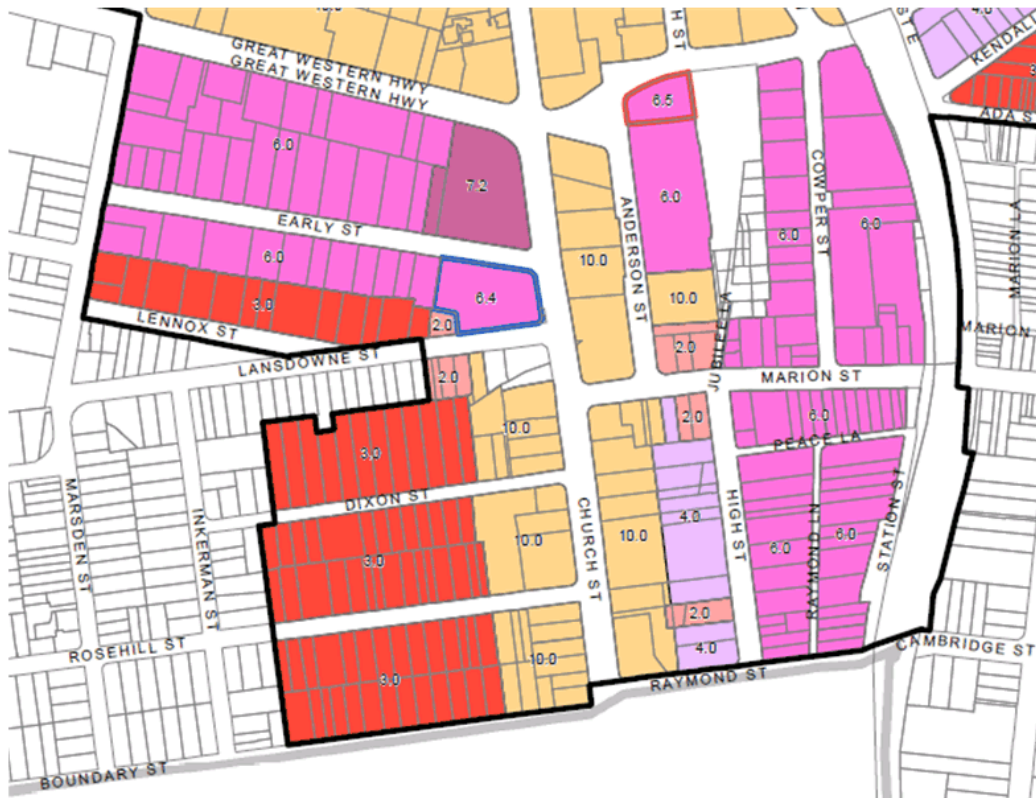 10.0
4.0
KENDAL
H ST
STE
3
ADA S
GREAT WESTERN HWY
GREAT WESTERN HWY
6.5
6.0
7.2
6.0
COWPER ST
6.0
6.0
MARION LA
EARLY ST
ANDERSON ST
6.0
10.0
6.4
10.0
3.0
2.0
LENNOX ST
JUBILEE LA
2.0
MARION
LANSDOWNE ST
2.0
MARION ST
10.0
2.0
6.0
PEACE LA
3.0
DIXON ST
MARSDEN ST
INKERMAN ST
CHURCH ST
HIGH ST
4.0
RAYMOND LN
STATION ST
10.0
10.0
6.0
6.0
3.0
2.0
4.0
ROSEHILL ST
CAMBRIDGE ST
10.0
3.0
RAYMOND ST
BOUNDARY ST